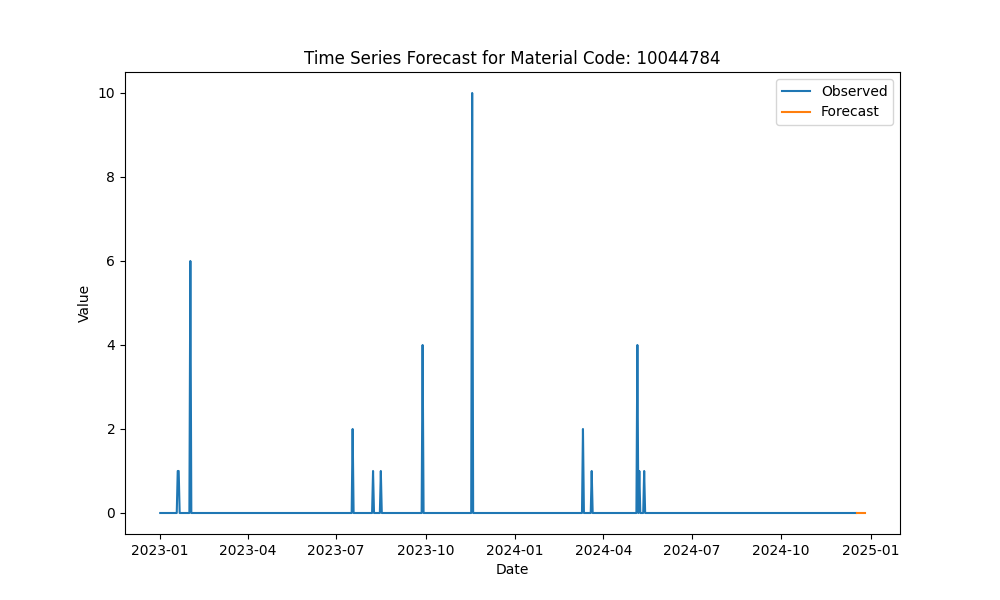 Time Series Forecast for Material Code: 10044784
Observed
Forecast
10
8
6
4
2
0
Value
2023-01 2023-04 2023-07 2023-10 2024-01 2024-04 2024-07 2024-10 2025-01
Date